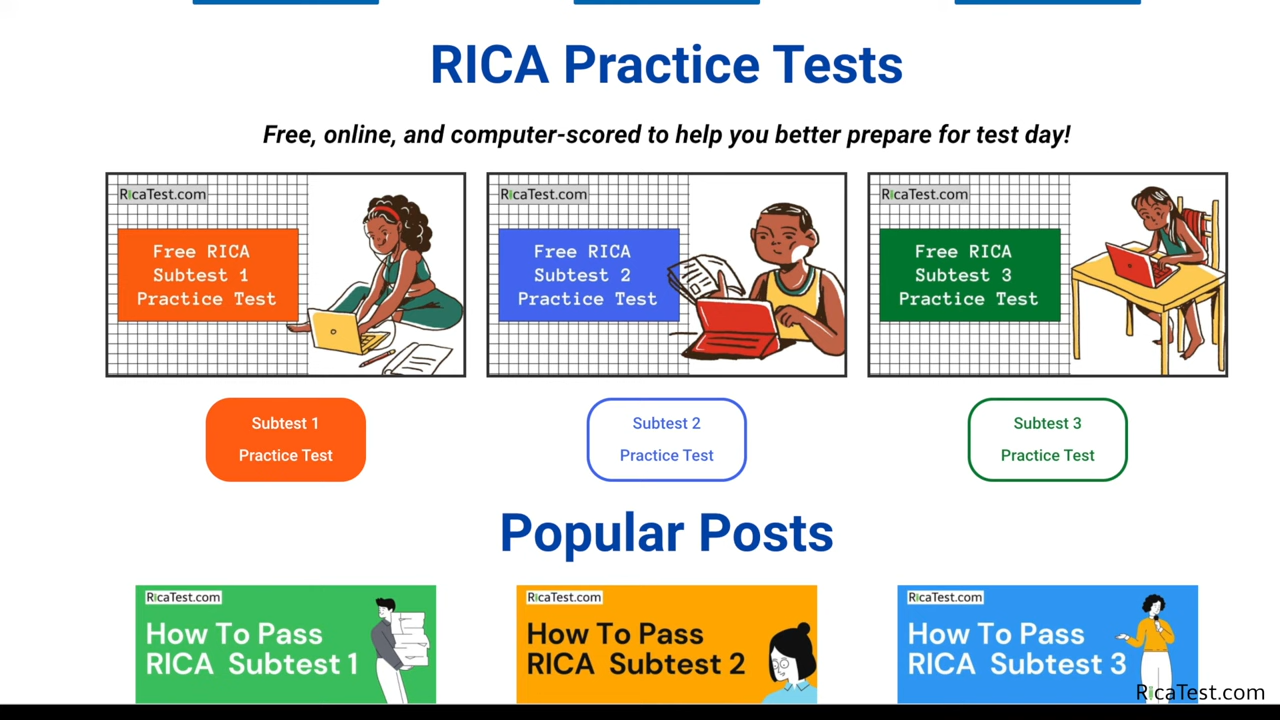 RICA Practice Tests
Free, online, and computer-scored to help you better prepare for test day!
RicaTest.com
Free RICA
Subtest 1
Practice Test
RicaTest.com
Free RICA
Subtest 2
Practice Test
RicaTest.com
Free RICA
Subtest 3
Practice Test
Subtest 1
Practice Test
Subtest 2
Practice Test
Subtest 3
Practice Test
Popular Posts
RicaTest.com
How To Pass
RICA Subtest 1
RicaTest.com
How To Pass
RICA Subtest 2
RicaTest.com
How To Pass
RICA Subtest 3
RicaTest.com